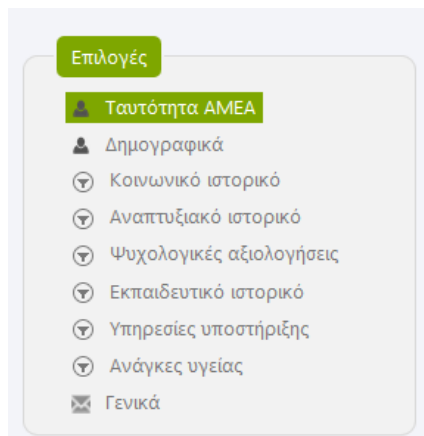 Επιλογές
Ταυτότητα ΑΜΕΑ
Δημογραφικά
Κοινωνικό ιστορικό
Αναπτυξιακό ιστορικό
Ψυχολογικές αξιολογήσεις
Εκπαιδευτικό ιστορικό
Υπηρεσίες υποστήριξης
Ανάγκες υγείας
Γενικά